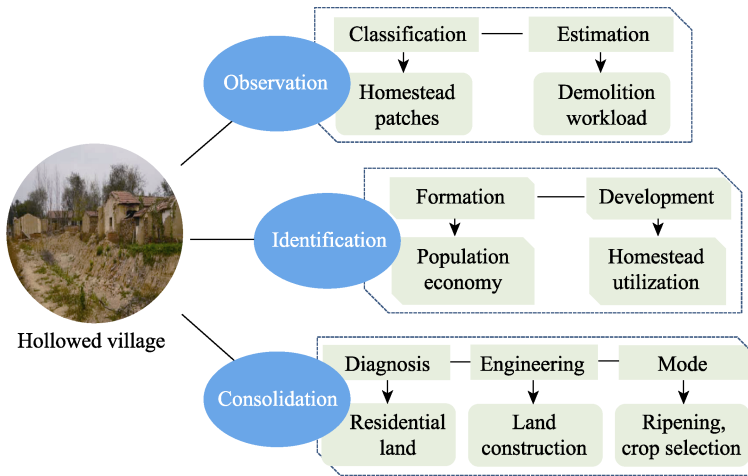 Classification
Estimation
Observation
Homestead
patches
Demolition
workload
Formation
Development
Identification
Population
economy
Homestead
utilization
Hollowed village
Diagnosis
Engineering
Mode
Consolidation
Residential
land
Land
construction
Ripening,
crop selection